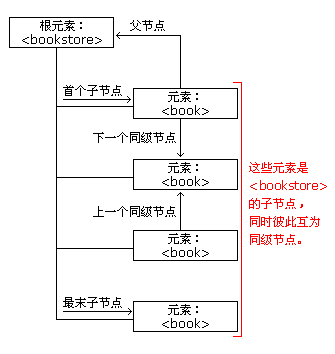 根元素：
<bookstore>
父节点
首个子节点
元素：
<book>
下一个同级节点
元素：
<book>
上一个同级节点
元素：
<book>
最末子节点
元素：
<book>
这些元素是
<bookstore>
的子节点，
同时彼此互为
同级节点。